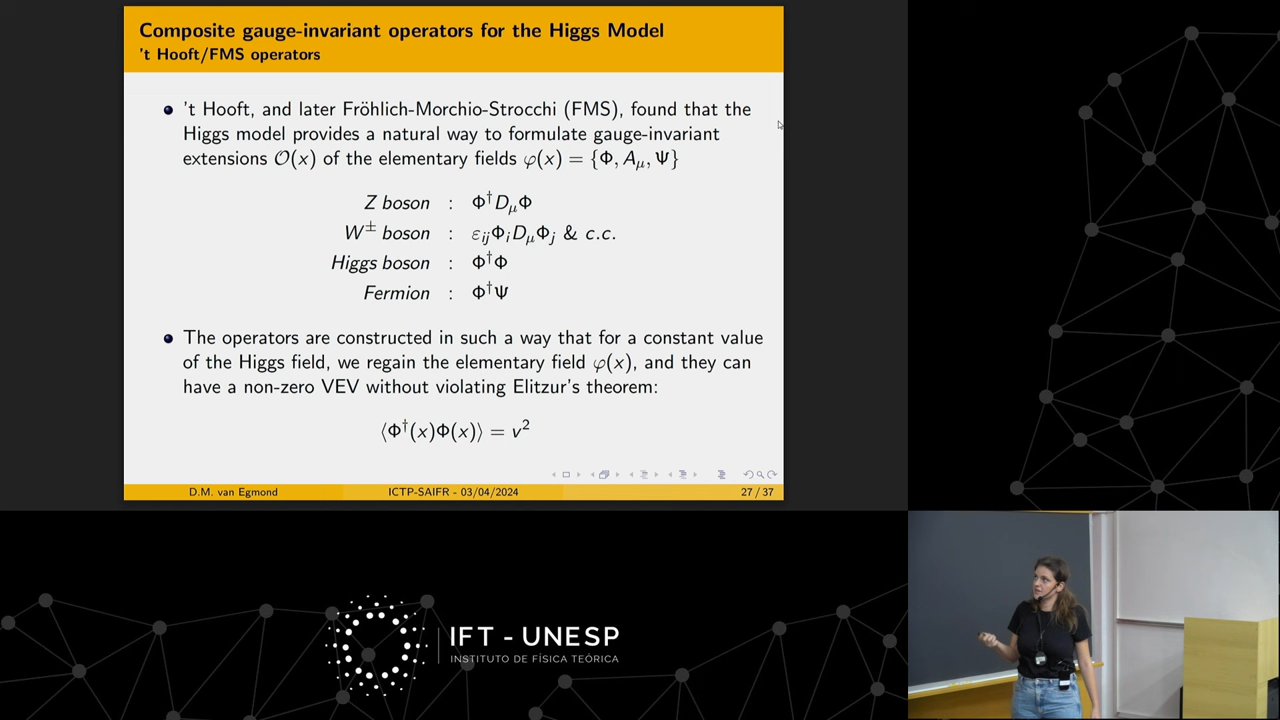 Composite gauge-invariant operators for the Higgs Model
't Hooft/FMS operators
't Hooft, and later Fröhlich-Morchio-Strocchi (FMS), found that the
Higgs model provides a natural way to formulate gauge-invariant
extensions 𝒪(x) of the elementary fields φ(x) = {Φ, A_μ, Ψ}
Z boson : Φ†D_μΦ
W± boson : ε_ijΦ_iD_μΦ_j & c.c.
Higgs boson : Φ†Φ
Fermion : Φ†Ψ
The operators are constructed in such a way that for a constant value
of the Higgs field, we regain the elementary field φ(x), and they can
have a non-zero VEV without violating Elitzur's theorem:
⟨Φ†(x)Φ(x)⟩ = v²
D.M. van Egmond ICTP-SAIFR - 03/04/2024 27 / 37
IFT - UNESP
INSTITUTO DE FÍSICA TEÓRICA